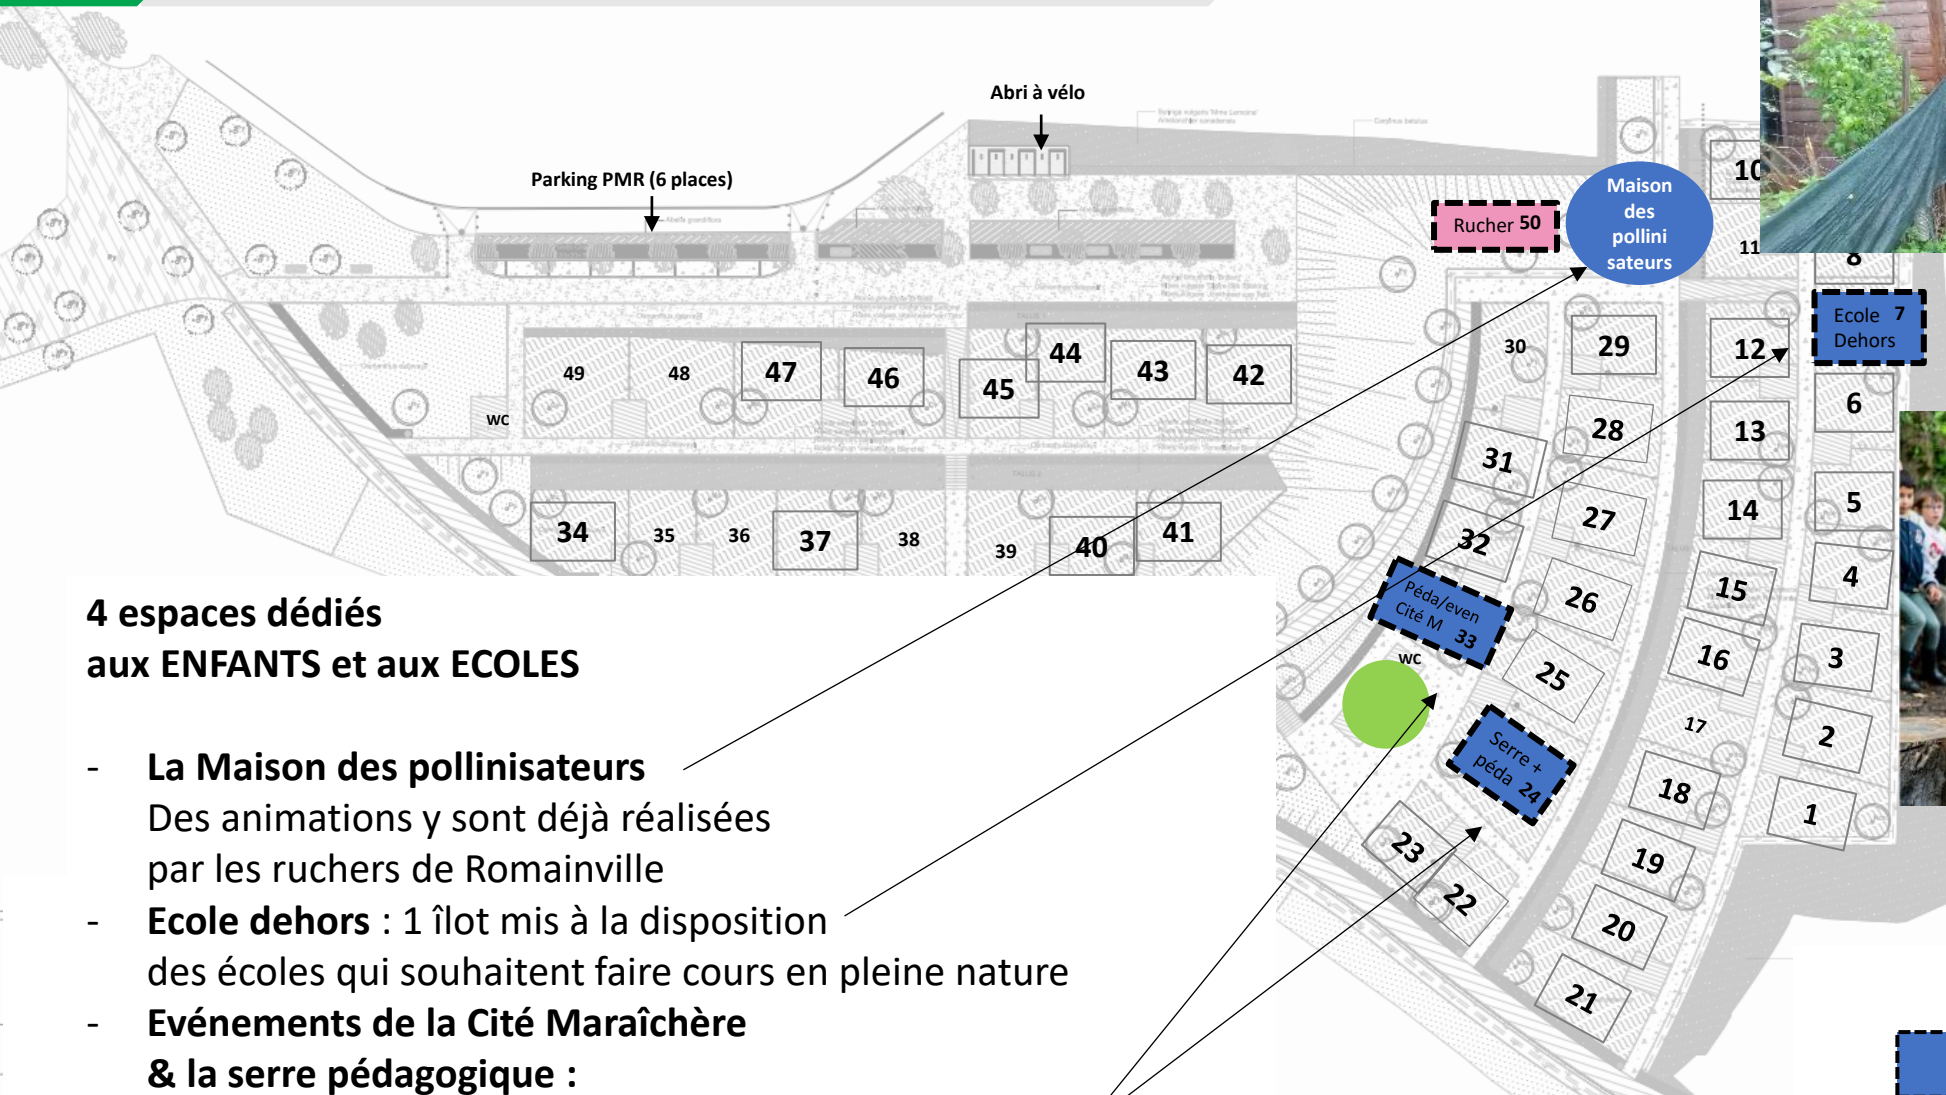 Abri à vélo
Parking PMR (6 places)
Maison
des
pollini
sateurs
Rucher 50
10
11
8
Ecole 7
Dehors
49
48
47
46
45
44
43
42
30
29
12
6
WC
28
13
31
5
34
35
36
37
38
39
40
41
32
27
14
4
Péda/even
Cité M 33
26
15
WC
25
16
3
17
2
Serre +
péda 24
18
1
23
22
19
20
21
4 espaces dédiés
aux ENFANTS et aux ECOLES
- La Maison des pollinisateurs
Des animations y sont déjà réalisées
par les ruchers de Romainville
- Ecole dehors : 1 îlot mis à la disposition
des écoles qui souhaitent faire cours en pleine nature
- Evénements de la Cité Maraîchère
& la serre pédagogique :